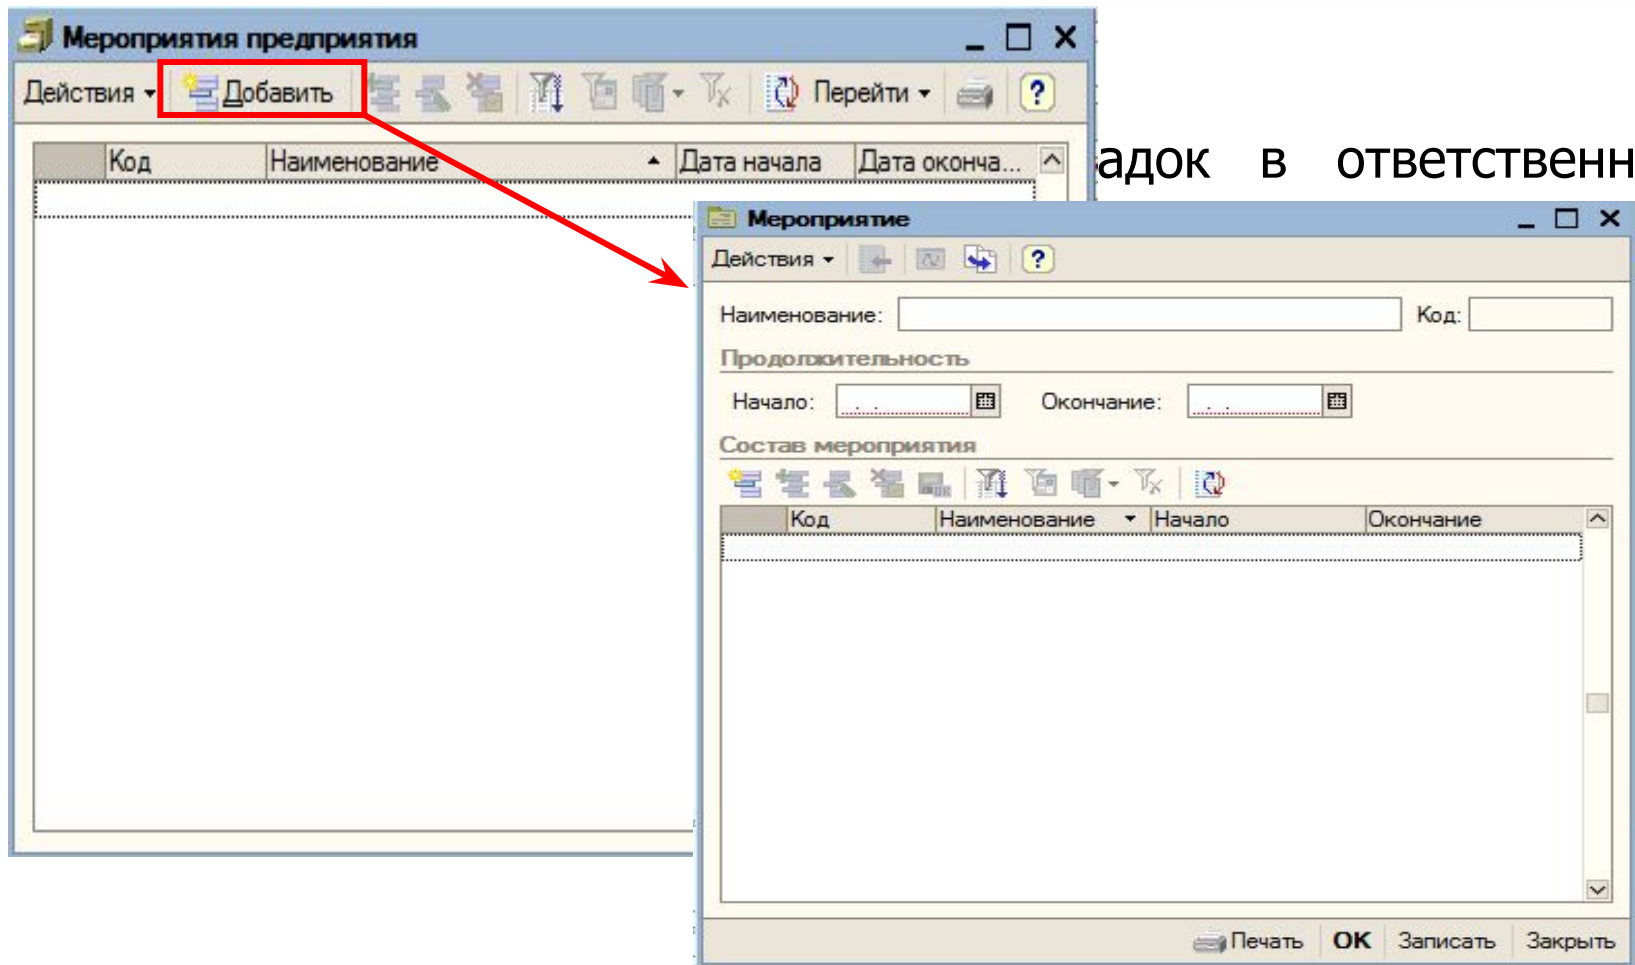 Мероприятия предприятия
Действия Добавить Перейти
Код Наименование Дата начала Дата оконча...
адок в ответственн
Мероприятие
Действия
Наименование: Код:
Продолжительность
Начало: . . Окончание: . .
Состав мероприятия
Код Наименование Начало Окончание
Печать OK Записать Закрыть